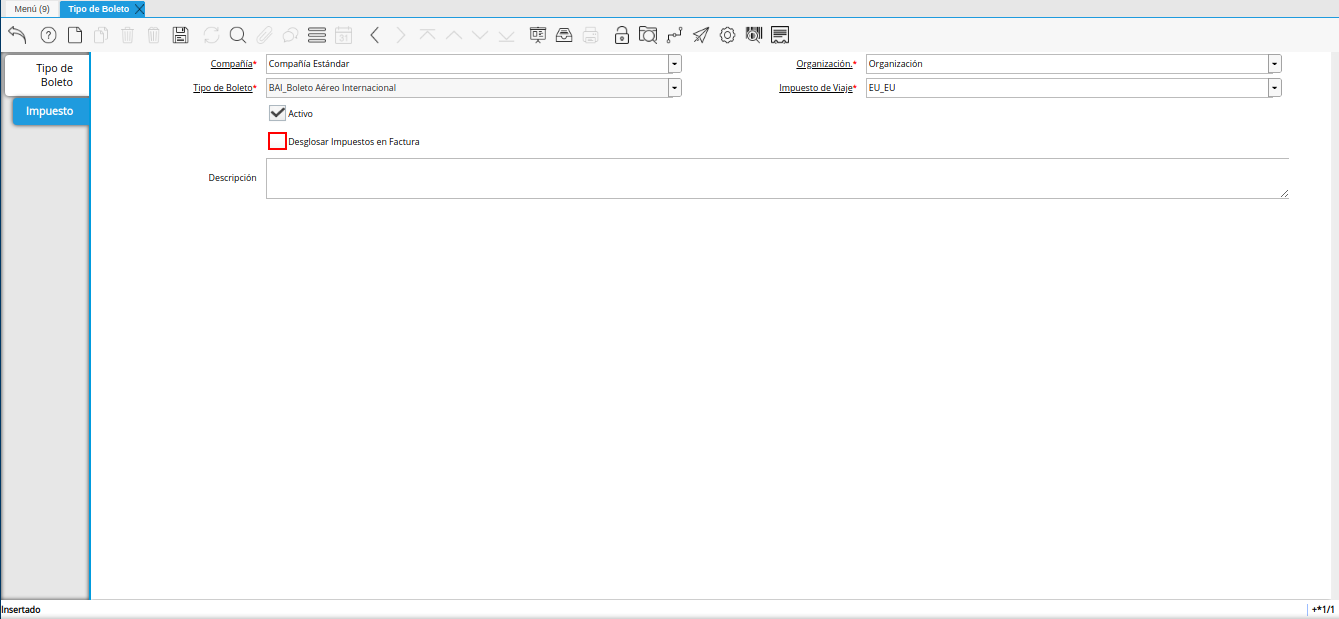 Menú (9) Tipo de Boleto
Compañía* Compañía Estándar Organización.* Organización
Tipo de Boleto
Tipo de Boleto* BAI_Boleto Aéreo Internacional Impuesto de Viaje* EU_EU
Impuesto
Activo
Desglosar Impuestos en Factura
Descripción
Insertado +*1/1